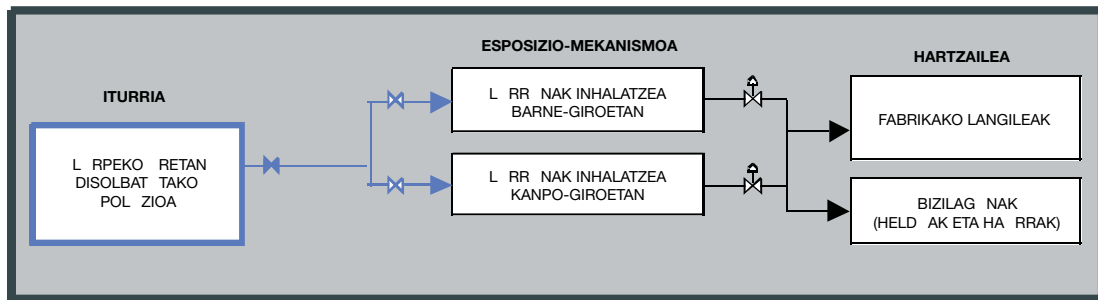 ESPOSIZIO-MEKANISMOA
HARTZAILEA
ITURRIA
L RR NAK INHALATZEA
BARNE-GIROETAN
FABRIKAKO LANGILEAK
L RPEKO RETAN
DISOLBAT TAKO
POL ZIOA
L RR NAK INHALATZEA
KANPO-GIROETAN
BIZILAG NAK
(HELD AK ETA HA RRAK)